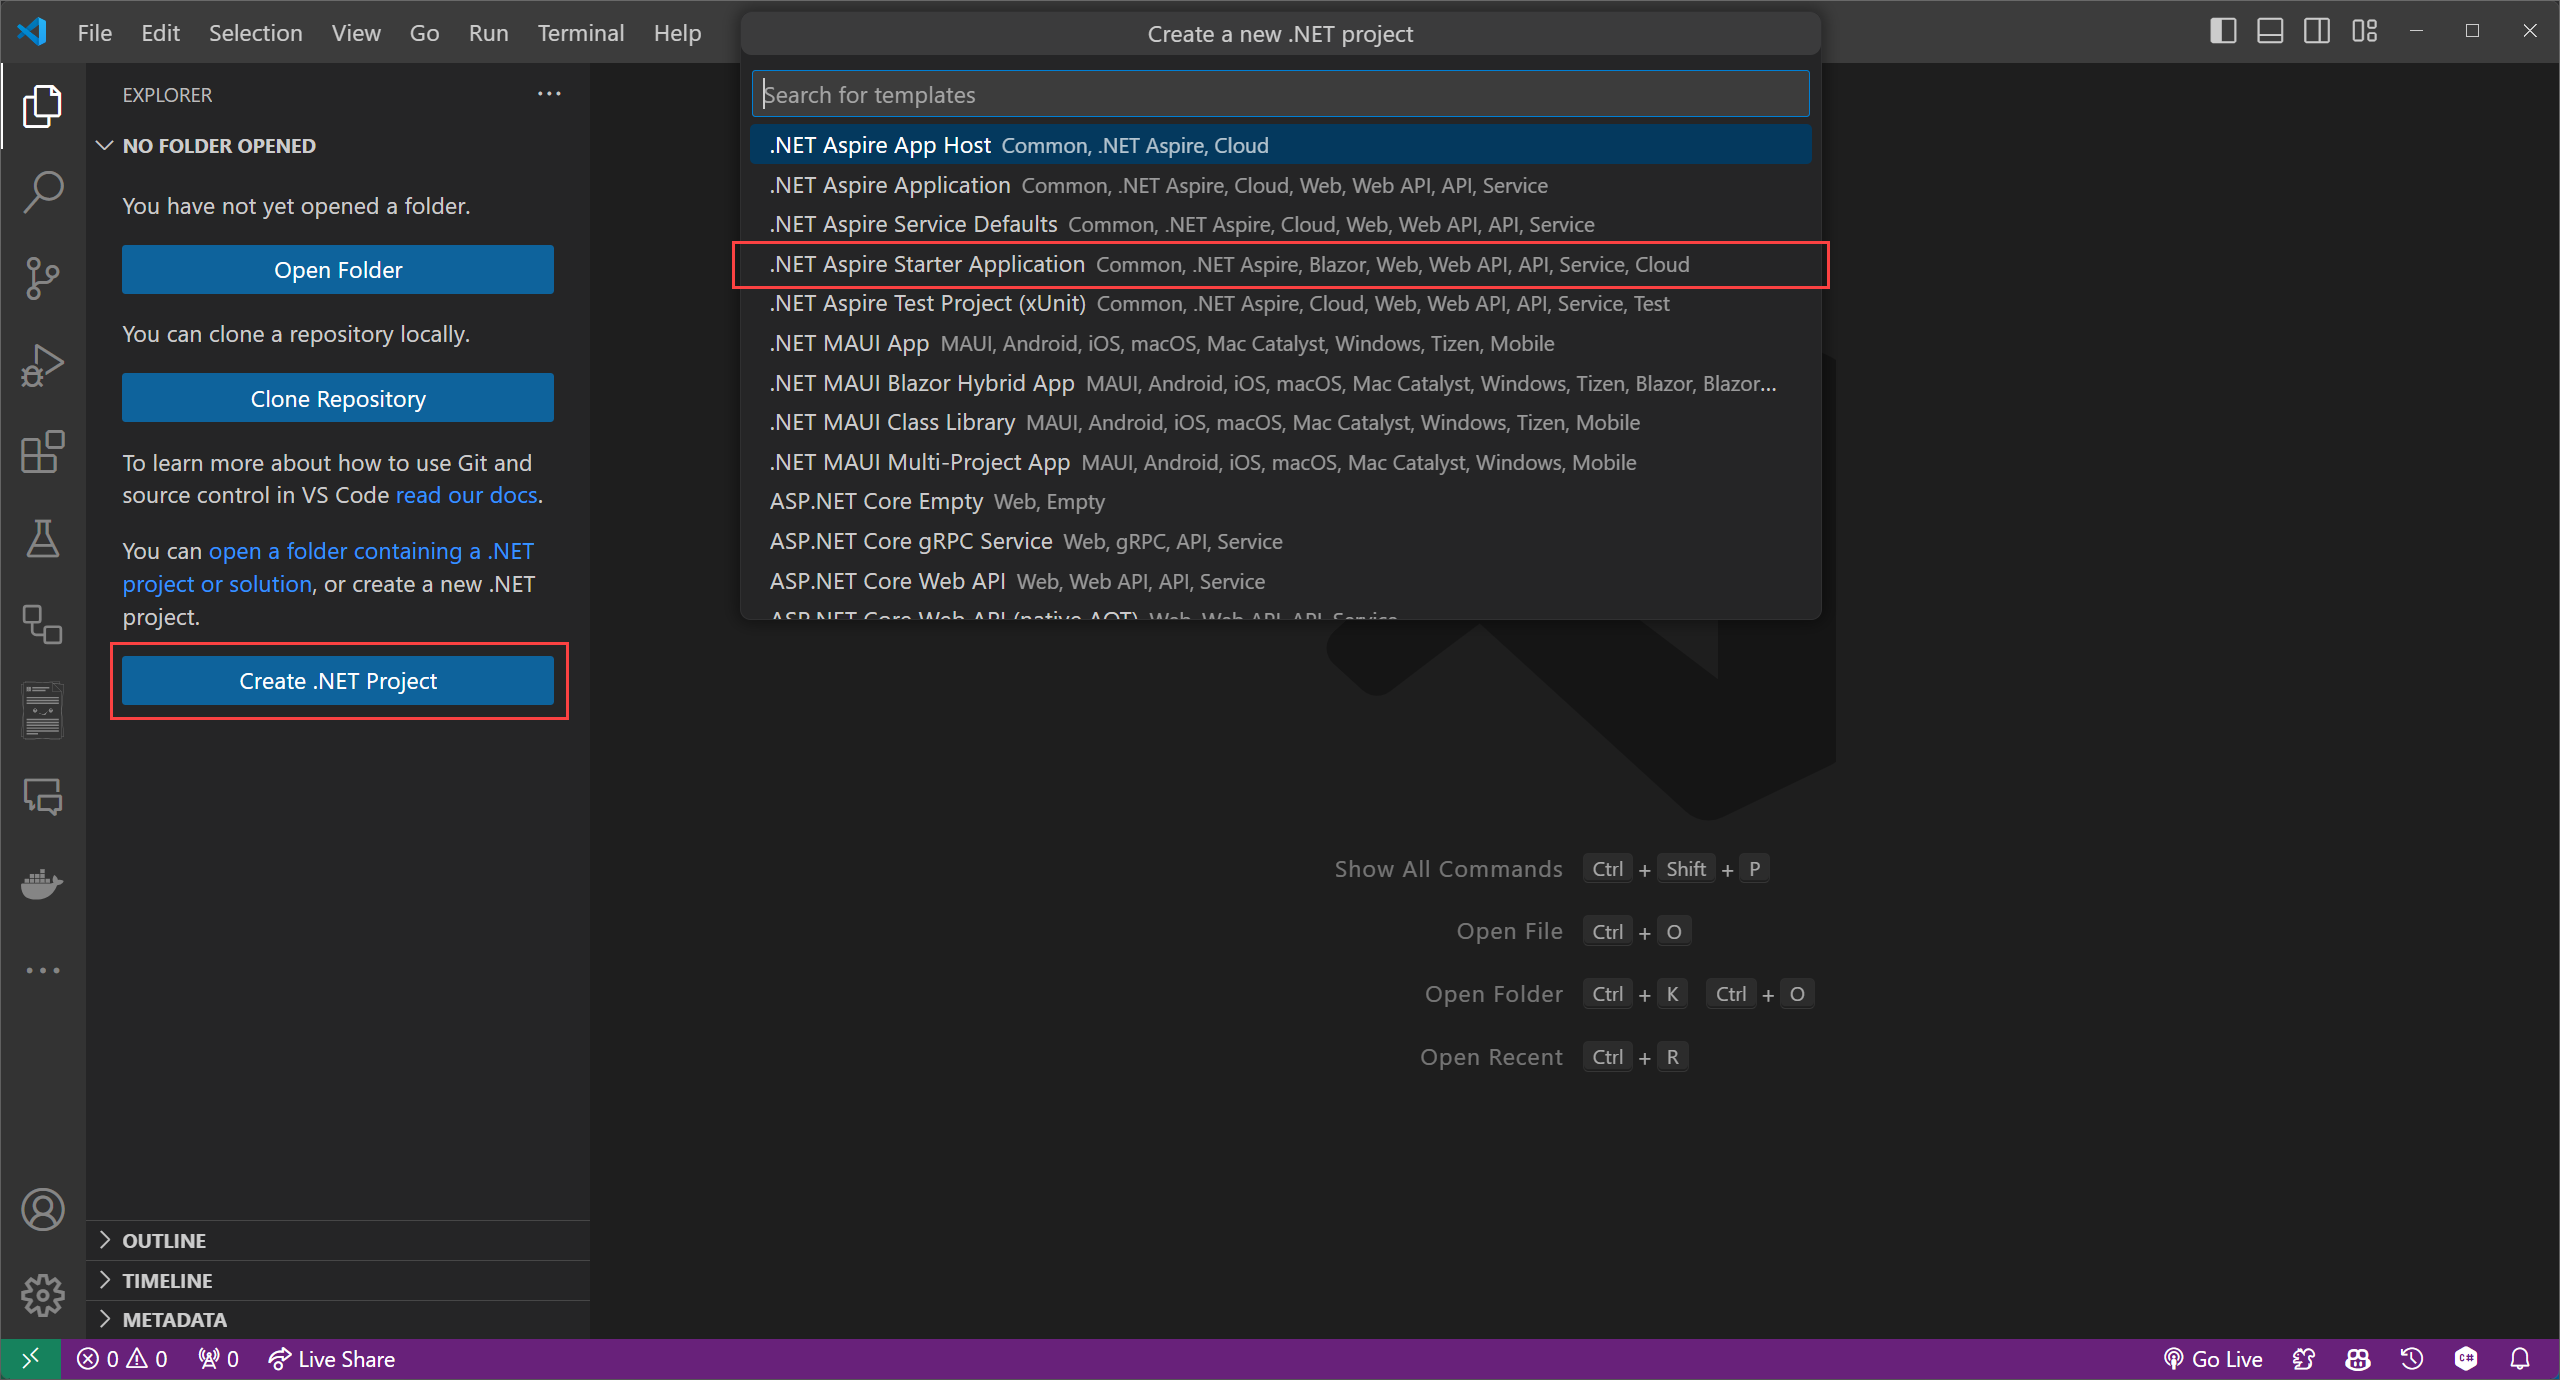 File Edit Selection View Go Run Terminal Help
Create a new .NET project
Search for templates
.NET Aspire App Host Common, .NET Aspire, Cloud
.NET Aspire Application Common, .NET Aspire, Cloud, Web, Web API, API, Service
.NET Aspire Service Defaults Common, .NET Aspire, Cloud, Web, Web API, API, Service
.NET Aspire Starter Application Common, .NET Aspire, Blazor, Web, Web API, API, Service, Cloud
.NET Aspire Test Project (xUnit) Common, .NET Aspire, Cloud, Web, Web API, API, Service, Test
.NET MAUI App MAUI, Android, iOS, macOS, Mac Catalyst, Windows, Tizen, Mobile
.NET MAUI Blazor Hybrid App MAUI, Android, iOS, macOS, Mac Catalyst, Windows, Tizen, Blazor, Blazor...
.NET MAUI Class Library MAUI, Android, iOS, macOS, Mac Catalyst, Windows, Tizen, Mobile
.NET MAUI Multi-Project App MAUI, Android, iOS, macOS, Mac Catalyst, Windows, Mobile
ASP.NET Core Empty Web, Empty
ASP.NET Core gRPC Service Web, gRPC, API, Service
ASP.NET Core Web API Web, Web API, API, Service
ASP.NET Core Web API (native AOT) Web, Web API, API, Service
EXPLORER
NO FOLDER OPENED
You have not yet opened a folder.
Open Folder
You can clone a repository locally.
Clone Repository
To learn more about how to use Git and
source control in VS Code read our docs.
You can open a folder containing a .NET
project or solution, or create a new .NET
project.
Create .NET Project
Show All Commands Ctrl + Shift + P
Open File Ctrl + O
Open Folder Ctrl + K Ctrl + O
Open Recent Ctrl + R
OUTLINE
TIMELINE
METADATA
0 0 0 Live Share
Go Live C#